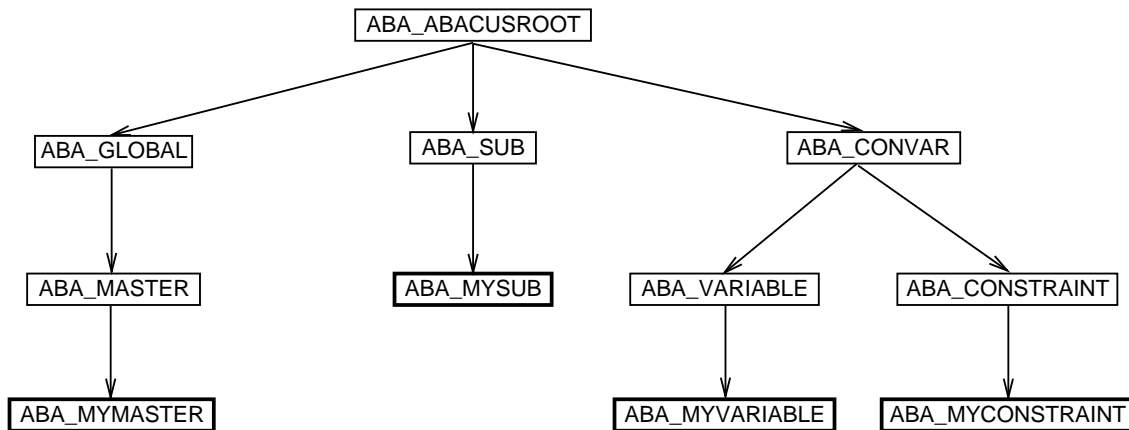 ABA_ABACUSROOT
ABA_GLOBAL
ABA_SUB
ABA_CONVAR
ABA_MASTER
ABA_MYSUB
ABA_VARIABLE
ABA_CONSTRAINT
ABA_MYMASTER
ABA_MYVARIABLE
ABA_MYCONSTRAINT